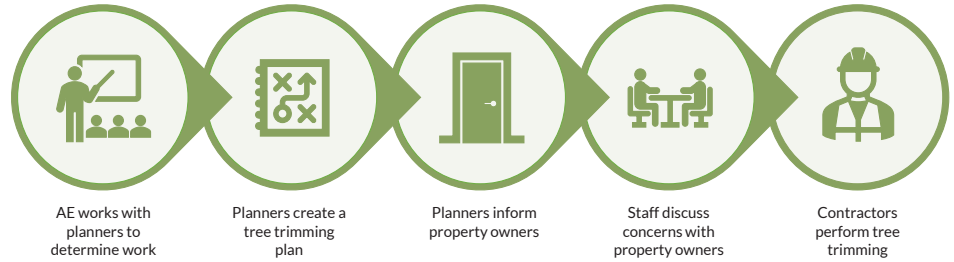 AE works with
planners to
determine work
Planners create a
tree trimming
plan
Planners inform
property owners
Staff discuss
concerns with
property owners
Contractors
perform tree
trimming